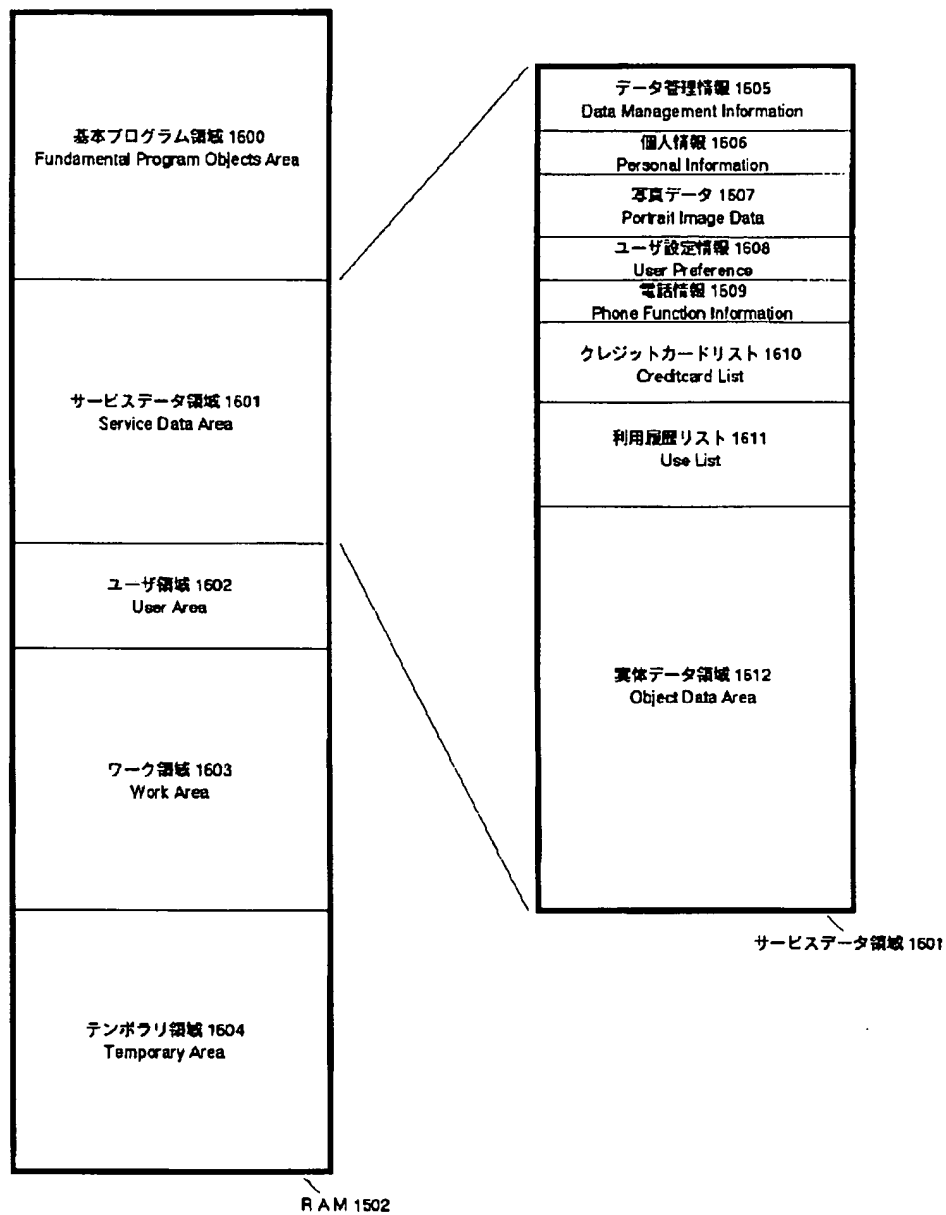 基本プログラム領域 1600
Fundamental Program Objects Area
サービスデータ領域 1601
Service Data Area
ユーザ領域 1602
User Area
ワーク領域 1603
Work Area
テンポラリ領域 1604
Temporary Area
RAM 1502
データ管理情報 1605
Data Management Information
個人情報 1606
Personal Information
写真データ 1607
Portrait Image Data
ユーザ設定情報 1608
User Preference
電話情報 1609
Phone Function Information
クレジットカードリスト 1610
Creditcard List
利用履歴リスト 1611
Use List
実体データ領域 1612
Object Data Area
サービスデータ領域 1601